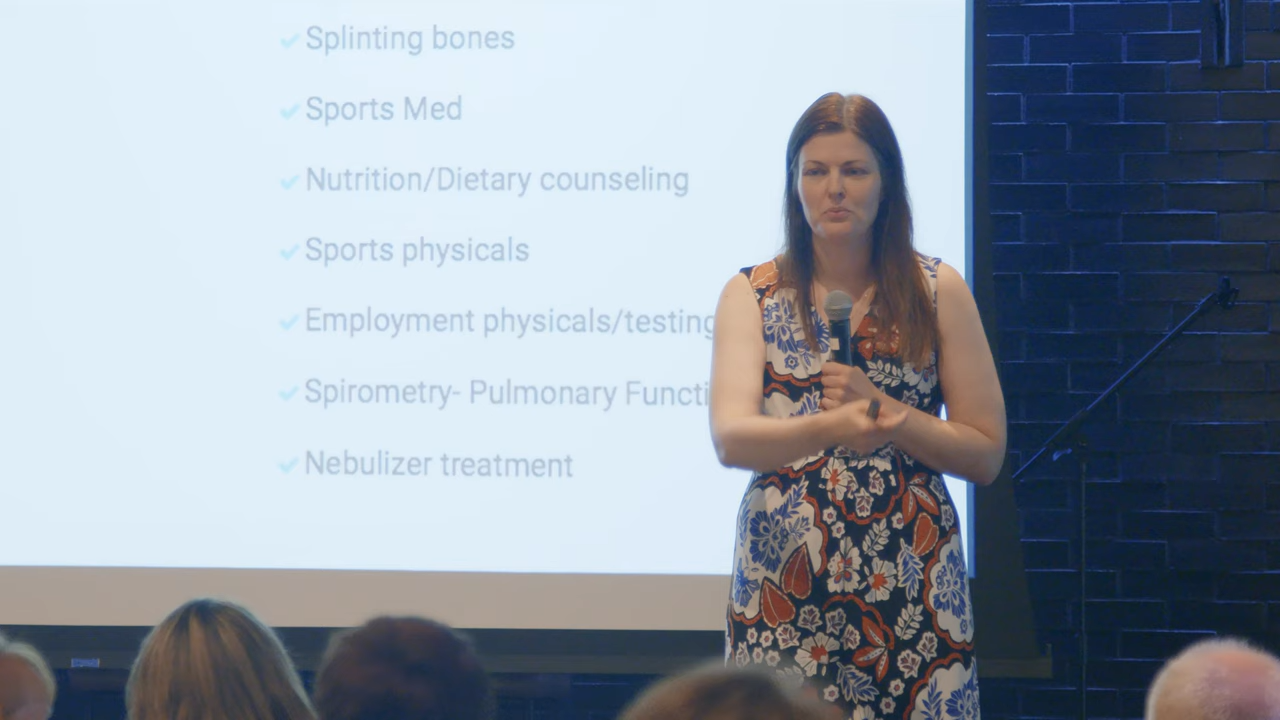 Splinting bones
Sports Med
Nutrition/Dietary counseling
Sports physicals
Employment physicals/testing
Spirometry- Pulmonary Functi
Nebulizer treatment